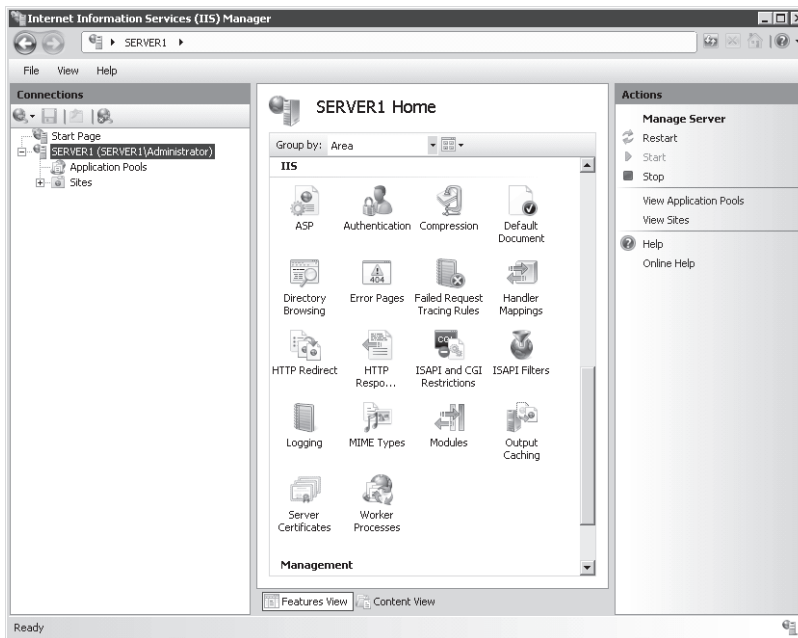 Internet Information Services (IIS) Manager
SERVER1
File View Help
Connections
Start Page
SERVER1 (SERVER1\Administrator)
Application Pools
Sites
SERVER1 Home
Group by: Area
IIS
ASP
Authentication
Compression
Default Document
Directory Browsing
Error Pages
404
Failed Request Tracing Rules
Handler Mappings
HTTP Redirect
HTTP Respo...
ISAPI and CGI Restrictions
ISAPI Filters
Logging
MIME Types
Modules
Output Caching
Server Certificates
Worker Processes
Management
Features View
Content View
Actions
Manage Server
Restart
Start
Stop
View Application Pools
View Sites
Help
Online Help
Ready